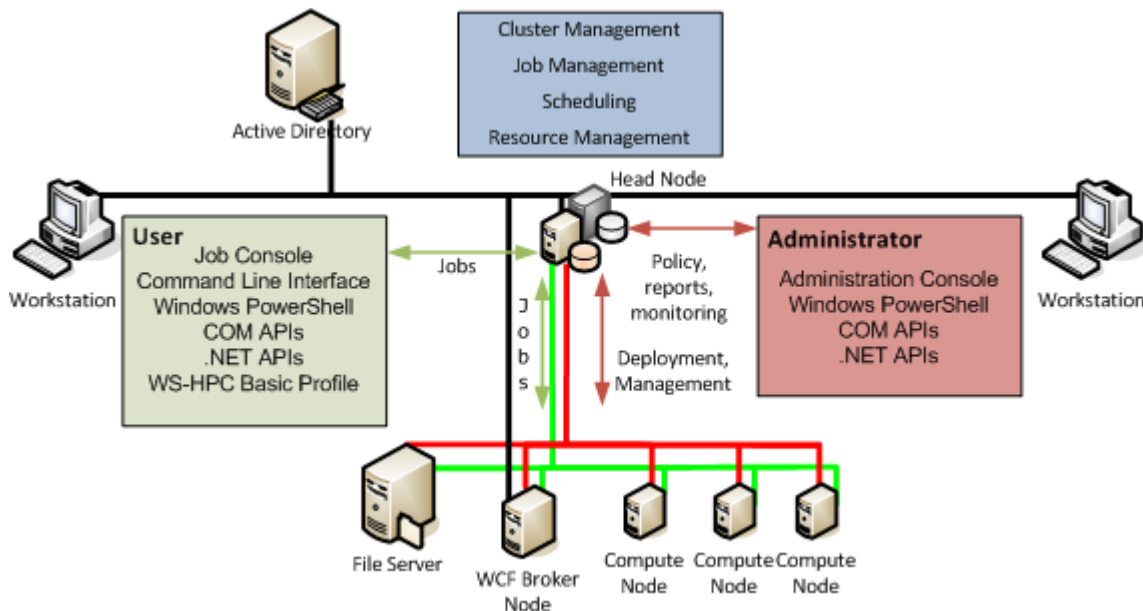 Cluster Management
Job Management
Scheduling
Resource Management
Active Directory
Head Node
Workstation
User
Job Console
Command Line Interface
Windows PowerShell
COM APIs
.NET APIs
WS-HPC Basic Profile
Jobs
Jobs
Policy,
reports,
monitoring
Deployment,
Management
Administrator
Administration Console
Windows PowerShell
COM APIs
.NET APIs
Workstation
File Server
WCF Broker
Node
Compute
Node
Compute
Node
Compute
Node